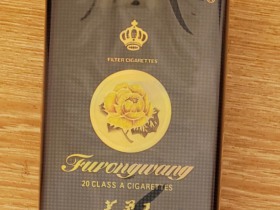 FILTER CIGARETTES
Furongwang
20 CLASS A CIGARETTES